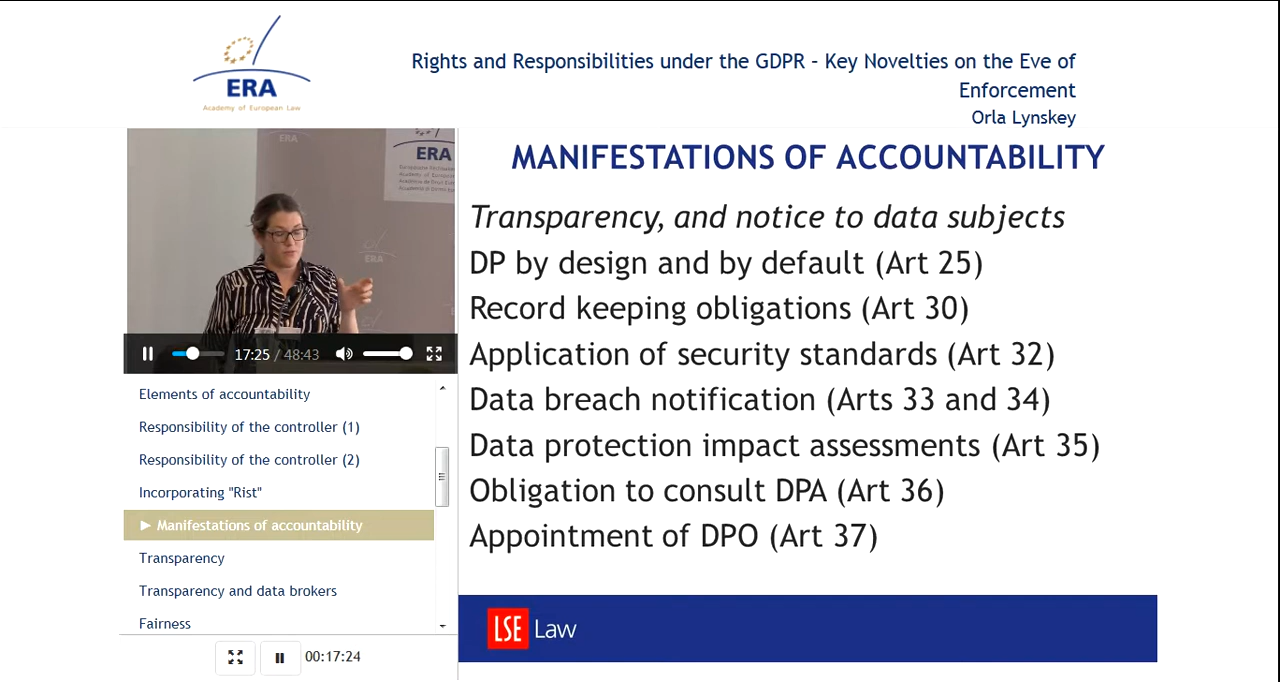 ERA
Academy of European Law
Rights and Responsibilities under the GDPR – Key Novelties on the Eve of
Enforcement
Orla Lynskey
ERA
ERA
ERA
17:25 / 48:43
Elements of accountability
Responsibility of the controller (1)
Responsibility of the controller (2)
Incorporating "Rist"
► Manifestations of accountability
Transparency
Transparency and data brokers
Fairness
00:17:24
MANIFESTATIONS OF ACCOUNTABILITY
Transparency, and notice to data subjects
DP by design and by default (Art 25)
Record keeping obligations (Art 30)
Application of security standards (Art 32)
Data breach notification (Arts 33 and 34)
Data protection impact assessments (Art 35)
Obligation to consult DPA (Art 36)
Appointment of DPO (Art 37)
LSE Law